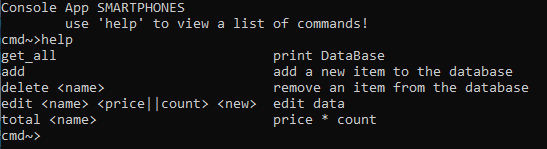 Console App SMARTPHONES
use 'help' to view a list of commands!
cmd~>help
get_all print DataBase
add add a new item to the database
delete <name> remove an item from the database
edit <name> <price||count> <new> edit data
total <name> price * count
cmd~>